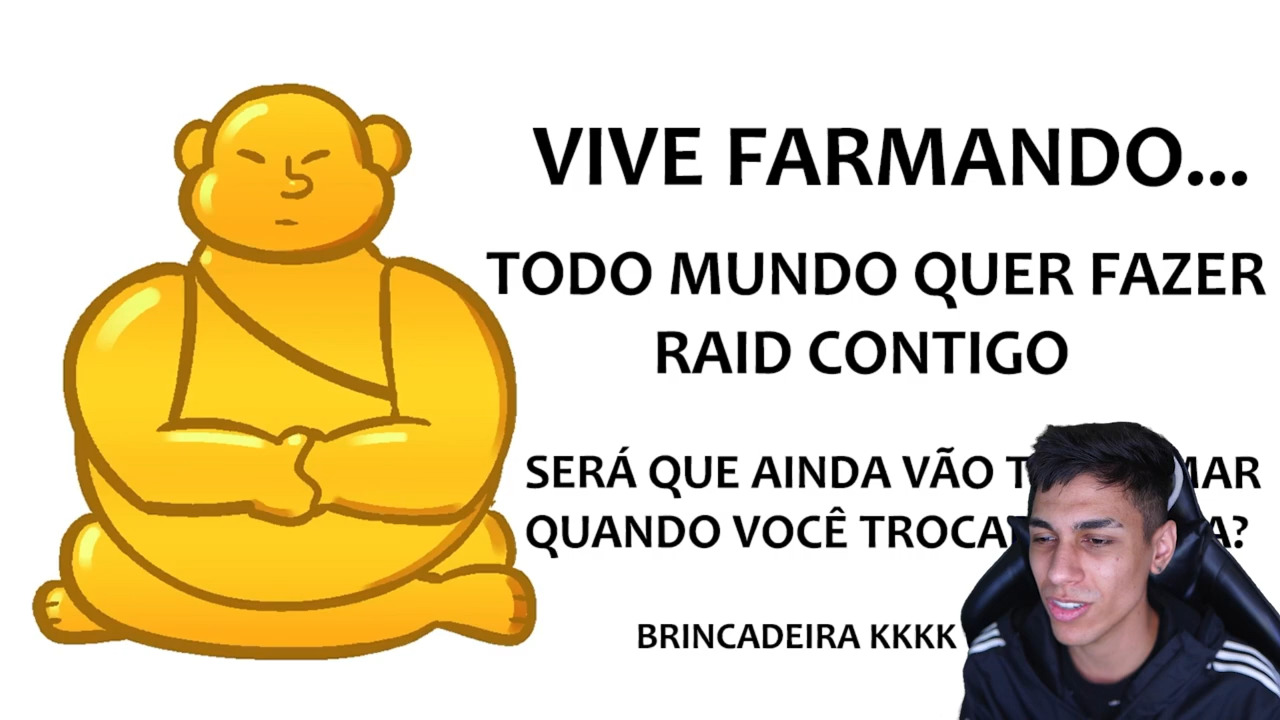 VIVE FARMANDO...
TODO MUNDO QUER FAZER
RAID CONTIGO
SERÁ QUE AINDA VÃO
QUANDO VOCÊ
BRINCADEIRA KKKK